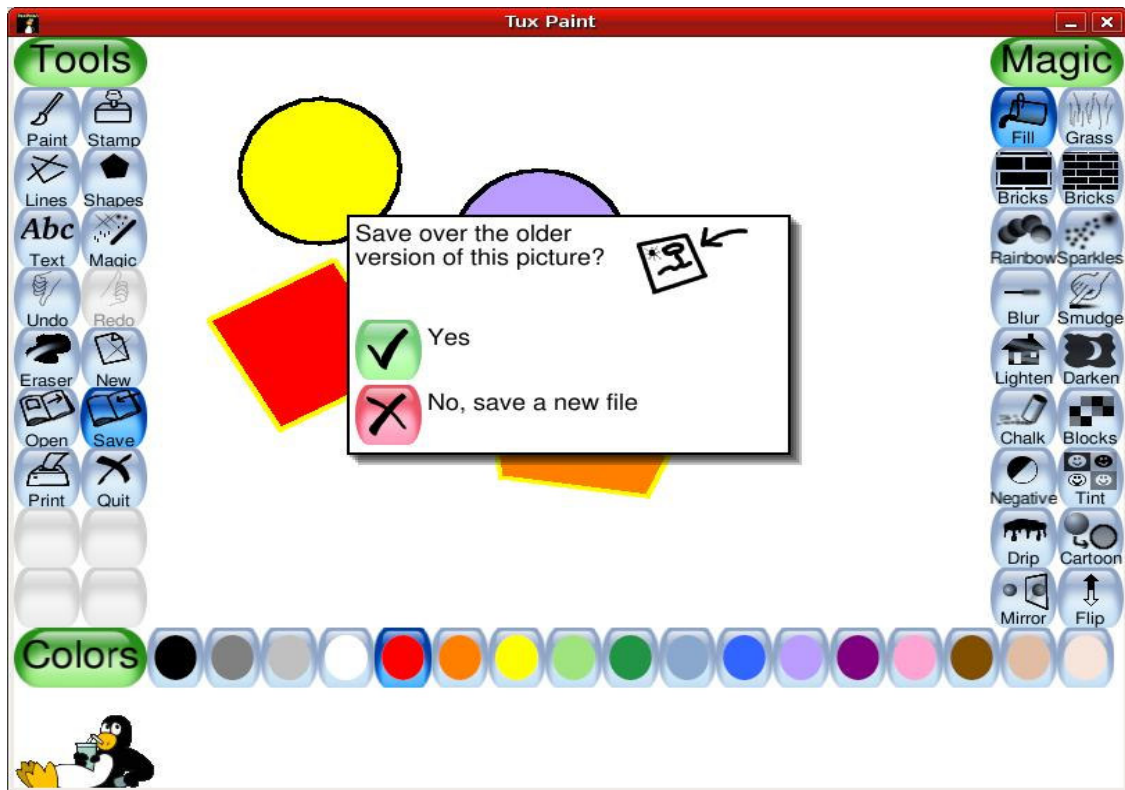 Tux Paint
Tools
Magic
Paint Stamp
Lines Shapes
Abc
Text Magic
Undo Redo
Eraser New
Open Save
Print Quit
Save over the older
version of this picture?
Yes
No, save a new file
Fill Grass
Bricks Bricks
Rainbow Sparkles
Blur Smudge
Lighten Darken
Chalk Blocks
Negative Tint
Drip Cartoon
Mirror Flip
Colors